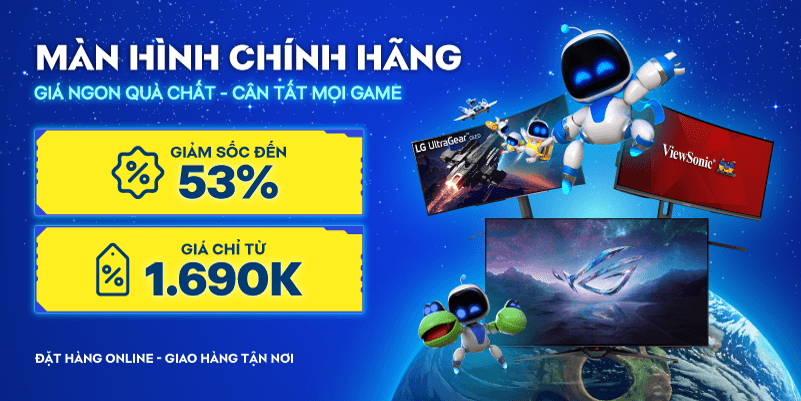 MÀN HÌNH CHÍNH HÃNG
GIÁ NGON QUÀ CHẤT - CÂN TẤT MỌI GAME
GIẢM SỐC ĐẾN
53%
GIÁ CHỈ TỪ
1.690K
ĐẶT HÀNG ONLINE - GIAO HÀNG TẬN NƠI
LG UltraGear OLED
ViewSonic